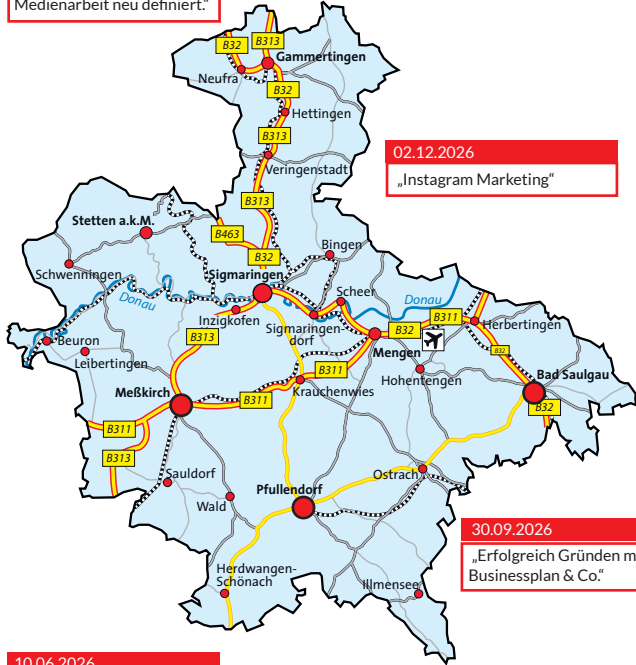 Medienarbeit neu definiert.“
B32
B313
Gammertingen
Neufra
B32
Hettingen
B313
Veringenstadt
02.12.2026
„Instagram Marketing“
B313
Stetten a.k.M.
B463
Bingen
B32
Schwenningen
Sigmaringen
Donau
Scheer
Donau
Inzigkofen
Sigmaringen-
dorf
B311
Herbertingen
B32
B313
Beuron
Mengen
B32
Leibertingen
Hohentengen
Bad Saulgau
B311
Meßkirch
Krauchenwies
B311
B32
B311
B313
Sauldorf
Ostrach
Pfullendorf
Wald
30.09.2026
„Erfolgreich Gründen m
Businessplan & Co.“
Herdwangen-
Schönach
Illmensee
10.06.2026